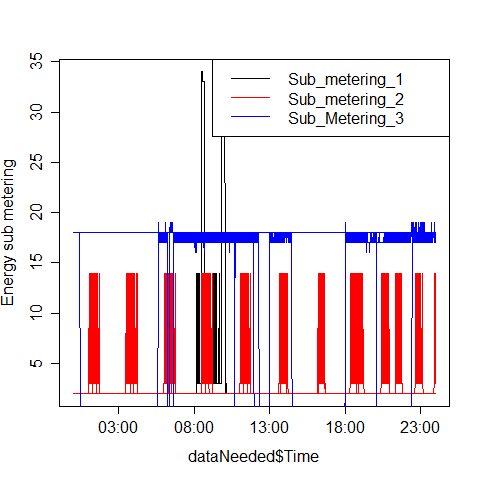 Sub_metering_1
Sub_metering_2
Sub_Metering_3
Energy sub metering
35
30
25
20
15
10
5
03:00 08:00 13:00 18:00 23:00
dataNeeded$Time